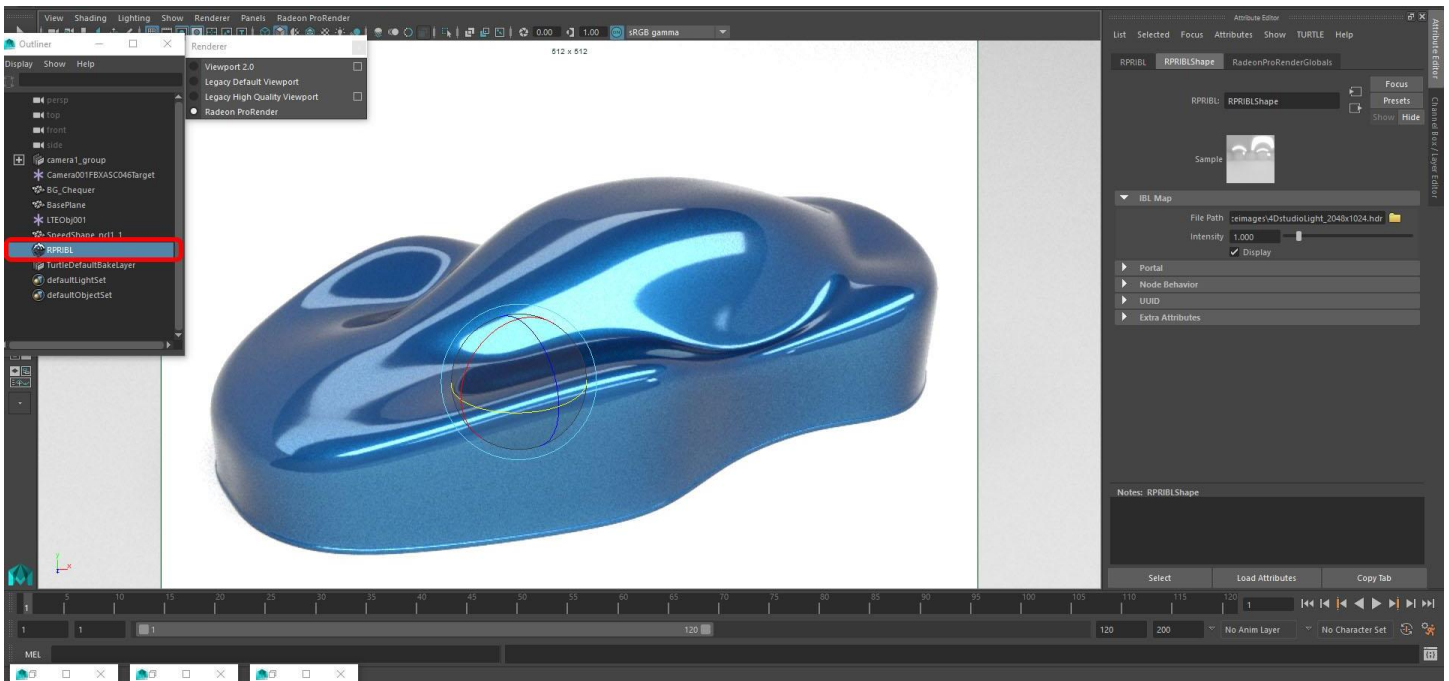 View Shading Lighting Show Renderer Panels Radeon ProRender
0.00 1.00 sRGB gamma
512 x 512
Outliner
Display Show Help
persp
top
front
side
camera1_group
Camera001FBXASC046Target
BG_Chequer
BasePlane
LTEObj001
SpeedShape_ncl1_1
RPRIBL
TurtleDefaultBakeLayer
defaultLightSet
defaultObjectSet
Renderer
Viewport 2.0
Legacy Default Viewport
Legacy High Quality Viewport
Radeon ProRender
y
x
Attribute Editor
List Selected Focus Attributes Show TURTLE Help
RPRIBL RPRIBLShape RadeonProRenderGlobals
Focus
RPRIBL: RPRIBLShape Presets
Show Hide
Sample
IBL Map
File Path :eimages\4DstudioLight_2048x1024.hdr
Intensity 1.000
Display
Portal
Node Behavior
UUID
Extra Attributes
Notes: RPRIBLShape
Select Load Attributes Copy Tab
Attribute Editor
Channel Box / Layer Editor
1 5 10 15 20 25 30 35 40 45 50 55 60 65 70 75 80 85 90 95 100 105 110 115 120 1
1 1 1 120 120 200 No Anim Layer No Character Set
MEL